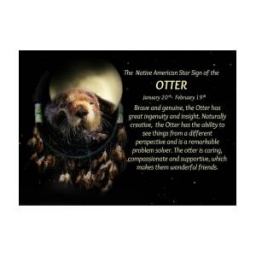 The Native American Star Sign of the
OTTER
January 20th- February 19th
Brave and genuine, the Otter has
great ingenuity and insight. Naturally
creative, the Otter has the ability to
see things from a different
perspective and is a remarkable
problem solver. The otter is caring,
compassionate and supportive, which
makes them wonderful friends.